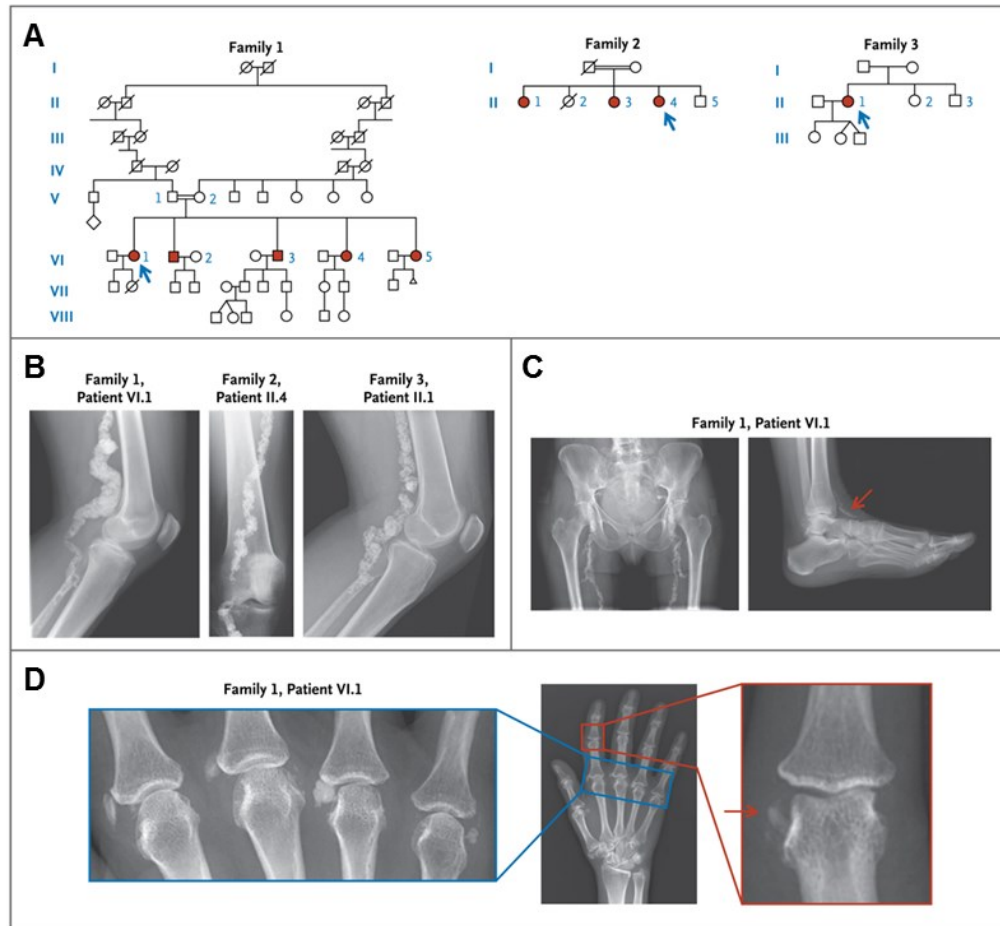 A
Family 1
Family 2
Family 3
I
II
III
IV
V
VI
VII
VIII
1
2
1
2
3
4
5
I
II
1
2
3
4
5
I
II
III
1
2
3
B
Family 1,
Patient VI.1
Family 2,
Patient II.4
Family 3,
Patient II.1
C
Family 1, Patient VI.1
D
Family 1, Patient VI.1